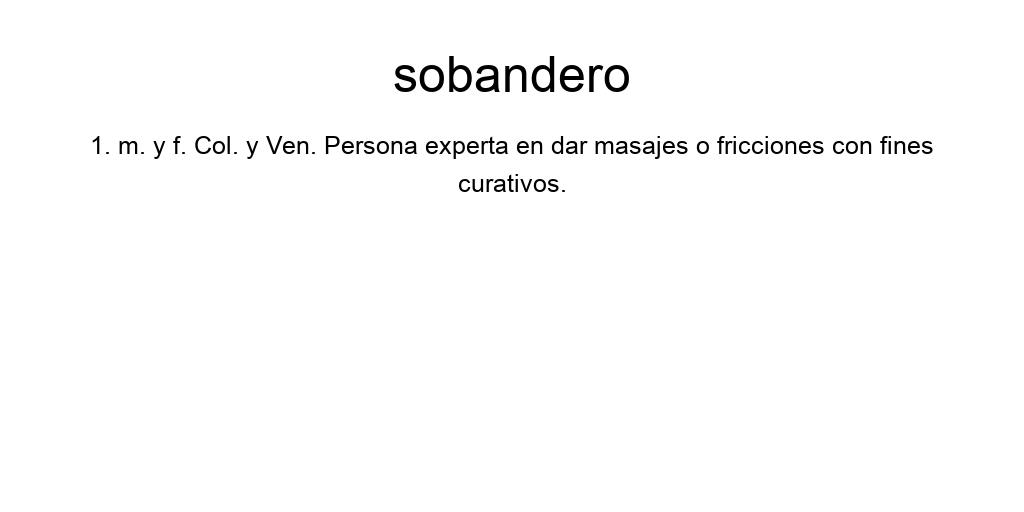 sobandero
1. m. y f. Col. y Ven. Persona experta en dar masajes o fricciones con fines
curativos.